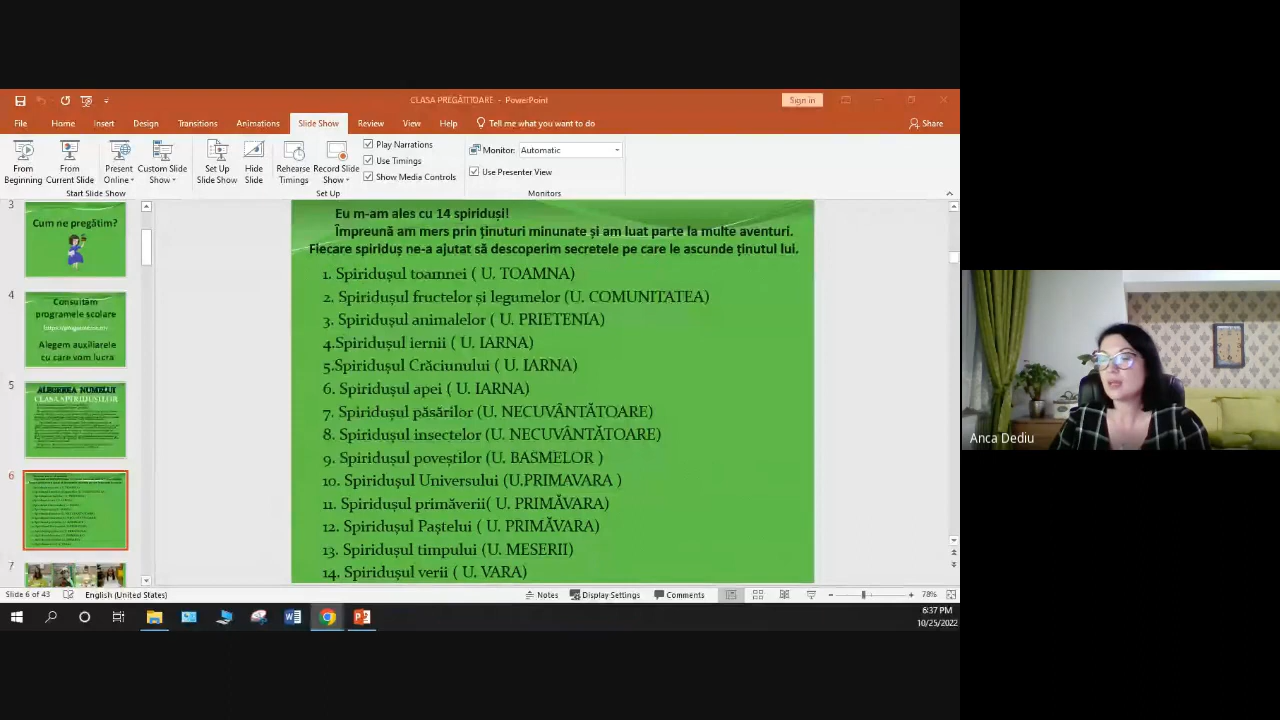 CLASA PREGĂTITOARE - PowerPoint
Sign in
File Home Insert Design Transitions Animations Slide Show Review View Help Tell me what you want to do Share
From Beginning
From Current Slide
Present Online
Custom Slide Show
Set Up Slide Show
Hide Slide
Rehearse Timings
Record Slide Show
Play Narrations
Use Timings
Show Media Controls
Monitor: Automatic
Use Presenter View
Start Slide Show Set Up Monitors
3
Cum ne pregătim?
4
Consultăm
programele școlare
Alegem auxiliarele
cu care vom lucra
5
ALEGEREA NUMELUI
CLASA SPIRIDUȘILOR
6
7
Eu m-am ales cu 14 spiriduși!
Împreună am mers prin ținuturi minunate și am luat parte la multe aventuri.
Fiecare spiriduș ne-a ajutat să descoperim secretele pe care le ascunde ținutul lui.
1. Spiridușul toamnei ( U. TOAMNA)
2. Spiridușul fructelor și legumelor (U. COMUNITATEA)
3. Spiridușul animalelor ( U. PRIETENIA)
4.Spiridușul iernii ( U. IARNA)
5.Spiridușul Crăciunului ( U. IARNA)
6. Spiridușul apei ( U. IARNA)
7. Spiridușul păsărilor (U. NECUVÂNTĂTOARE)
8. Spiridușul insectelor (U. NECUVÂNTĂTOARE)
9. Spiridușul poveștilor (U. BASMELOR )
10. Spiridușul Universului (U.PRIMAVARA )
11. Spiridușul primăverii( U. PRIMĂVARA)
12. Spiridușul Paștelui ( U. PRIMĂVARA)
13. Spiridușul timpului (U. MESERII)
14. Spiridușul verii ( U. VARA)
Anca Dediu
Slide 6 of 43 English (United States) Notes Display Settings Comments 78%
6:37 PM
10/25/2022